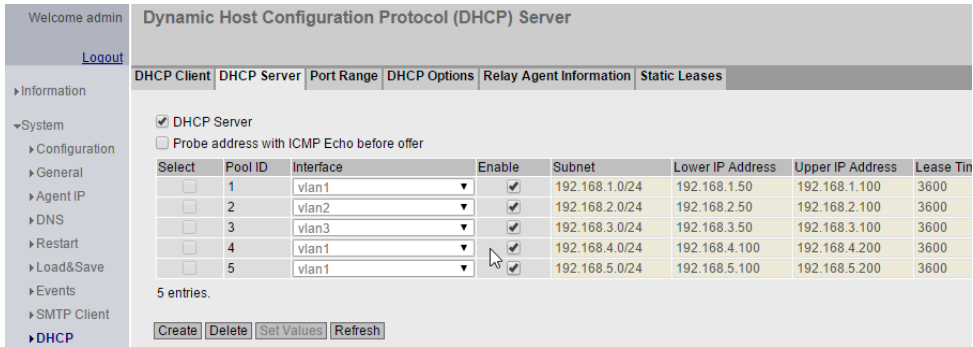 Welcome admin
Logout
Dynamic Host Configuration Protocol (DHCP) Server
DHCP Client DHCP Server Port Range DHCP Options Relay Agent Information Static Leases
Information
System
Configuration
General
Agent IP
DNS
Restart
Load&Save
Events
SMTP Client
DHCP
DHCP Server
Probe address with ICMP Echo before offer
Select Pool ID Interface Enable Subnet Lower IP Address Upper IP Address Lease Tim
1 vlan1 192.168.1.0/24 192.168.1.50 192.168.1.100 3600
2 vlan2 192.168.2.0/24 192.168.2.50 192.168.2.100 3600
3 vlan3 192.168.3.0/24 192.168.3.50 192.168.3.100 3600
4 vlan1 192.168.4.0/24 192.168.4.100 192.168.4.200 3600
5 vlan1 192.168.5.0/24 192.168.5.100 192.168.5.200 3600
5 entries.
Create Delete Set Values Refresh